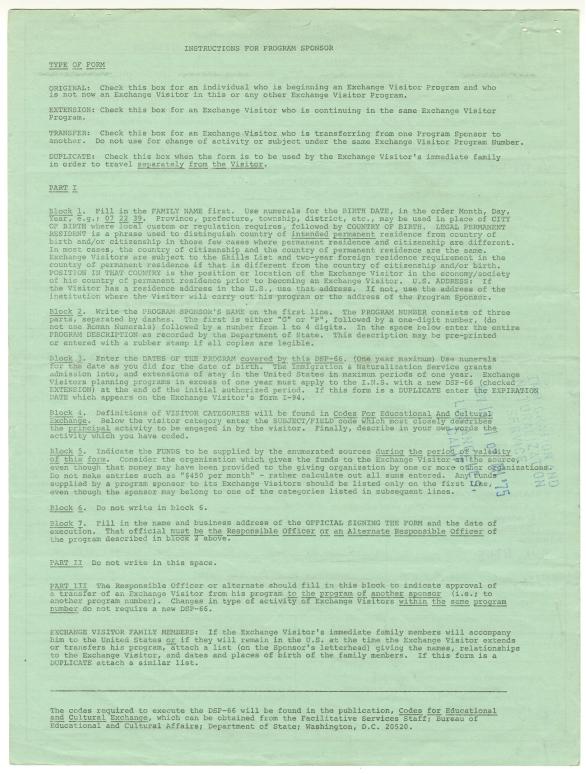 INSTRUCTIONS FOR PROGRAM SPONSOR
TYPE OF FORM
ORIGINAL: Check this box for an individual who is beginning an Exchange Visitor Program and who
is not now an Exchange Visitor in this or any other Exchange Visitor Program.
EXTENSION: Check this box for an Exchange Visitor who is continuing in the same Exchange Visitor
Program.
TRANSFER: Check this box for an Exchange Visitor who is transferring from one Program Sponsor to
another. Do not use for change of activity or subject under the same Exchange Visitor Program Number.
DUPLICATE: Check this box when the form is to be used by the Exchange Visitor's immediate family
in order to travel separately from the Visitor.
PART I
Block 1. Fill in the FAMILY NAME first. Use numerals for the BIRTH DATE, in the order Month, Day,
Year, e.g.; 07 22 39. Province, prefecture, township, district, etc., may be used in place of CITY
OF BIRTH where local custom or regulation requires, followed by COUNTRY OF BIRTH. LEGAL PERMANENT
RESIDENT is a phrase used to distinguish country of intended permanent residence from country of
birth and/or citizenship in those few cases where permanent residence and citizenship are different.
In most cases, the country of citizenship and the country of permanent residence are the same.
Exchange Visitors are subject to the Skills List and two-year foreign residence requirement in the
country of permanent residence if that is different from the country of citizenship and/or birth.
POSITION IN THAT COUNTRY is the position or location of the Exchange Visitor in the economy/society
of his country of permanent residence prior to becoming an Exchange Visitor. U.S. ADDRESS: If
the Visitor has a residence address in the U.S., use that address. If not, use the address of the
institution where the Visitor will carry out his program or the address of the Program Sponsor.
Block 2. Write the PROGRAM SPONSOR'S NAME on the first line. The PROGRAM NUMBER consists of three
parts, separated by dashes. The first is either "G" or "P", followed by a one-digit number, (do
not use Roman Numerals) followed by a number from 1 to 4 digits. In the space below enter the entire
PROGRAM DESCRIPTION as recorded by the Department of State. This description may be pre-printed
or entered with a rubber stamp if all copies are legible.
Block 3. Enter the DATES OF THE PROGRAM covered by this DSP-66. (One year maximum) Use numerals
for the date as you did for the date of birth. The Immigration & Naturalization Service grants
admission into, and extensions of stay in the United States in maximum periods of one year. Exchange
Visitors planning programs in excess of one year must apply to the I.N.S. with a new DSP-66 (checked
EXTENSION) at the end of the initial authorized period. If this form is a DUPLICATE enter the EXPIRATION
DATE which appears on the Exchange Visitor's form I-94.
Block 4. Definitions of VISITOR CATEGORIES will be found in Codes For Educational And Cultural
Exchange. Below the visitor category enter the SUBJECT/FIELD code which most closely describes
the principal activity to be engaged in by the visitor. Finally, describe in your own words the
activity which you have coded.
Block 5. Indicate the FUNDS to be supplied by the enumerated sources during the period of validity
of this form. Consider the organization which gives the funds to the Exchange Visitor as the source,
even though that money may have been provided to the giving organization by one or more other organizations.
Do not make entries such as "$450 per month" - rather calculate out all sums entered. Any funds
supplied by a program sponsor to its Exchange Visitors should be listed only on the first line,
even though the sponsor may belong to one of the categories listed in subsequent lines.
Block 6. Do not write in block 6.
Block 7. Fill in the name and business address of the OFFICIAL SIGNING THE FORM and the date of
execution. That official must be the Responsible Officer or an Alternate Responsible Officer of
the program described in block 2 above.
PART II Do not write in this space.
PART III The Responsible Officer or alternate should fill in this block to indicate approval of
a transfer of an Exchange Visitor from his program to the program of another sponsor (i.e.; to
another program number). Changes in type of activity of Exchange Visitors within the same program
number do not require a new DSP-66.
EXCHANGE VISITOR FAMILY MEMBERS: If the Exchange Visitor's immediate family members will accompany
him to the United States or if they will remain in the U.S. at the time the Exchange Visitor extends
or transfers his program, attach a list (on the Sponsor's letterhead) giving the names, relationships
to the Exchange Visitor, and dates and places of birth of the family members. If this form is a
DUPLICATE attach a similar list.
The codes required to execute the DSP-66 will be found in the publication, Codes for Educational
and Cultural Exchange, which can be obtained from the Facilitative Services Staff; Bureau of
Educational and Cultural Affairs; Department of State; Washington, D.C. 20520.